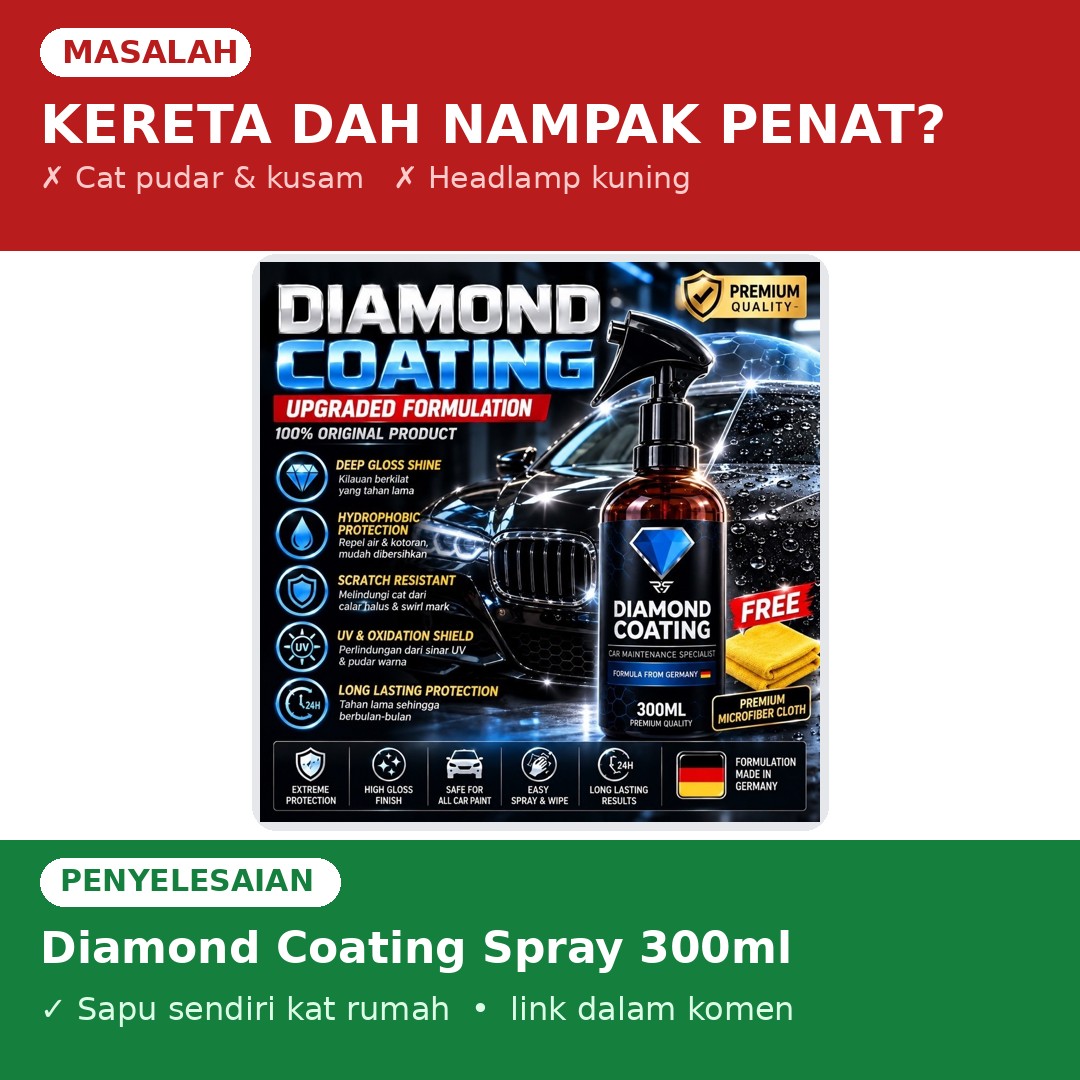 MASALAH
KERETA DAH NAMPAK PENAT?
✗ Cat pudar & kusam ✗ Headlamp kuning
DIAMOND
COATING
UPGRADED FORMULATION
100% ORIGINAL PRODUCT
PREMIUM
QUALITY-
DEEP GLOSS SHINE
Kilauan berkilat
yang tahan lama
HYDROPHOBIC
PROTECTION
Repel air & kotoran,
mudah dibersihkan
SCRATCH RESISTANT
Melindungi cat dari
calar halus & swirl mark
UV
UV & OXIDATION SHIELD
Perlindungan dari sinar UV
& pudar warna
24H
LONG LASTING PROTECTION
Tahan lama sehingga
berbulan-bulan
RS
DIAMOND
COATING
CAR MAINTENANCE SPECIALIST
FORMULA FROM GERMANY
300ML
PREMIUM QUALITY
FREE
PREMIUM
MICROFIBER CLOTH
EXTREME
PROTECTION
HIGH GLOSS
FINISH
SAFE FOR
ALL CAR PAINT
EASY
SPRAY & WIPE
24H
LONG LASTING
RESULTS
FORMULATION
MADE IN
GERMANY
PENYELESAIAN
Diamond Coating Spray 300ml
✓ Sapu sendiri kat rumah • link dalam komen